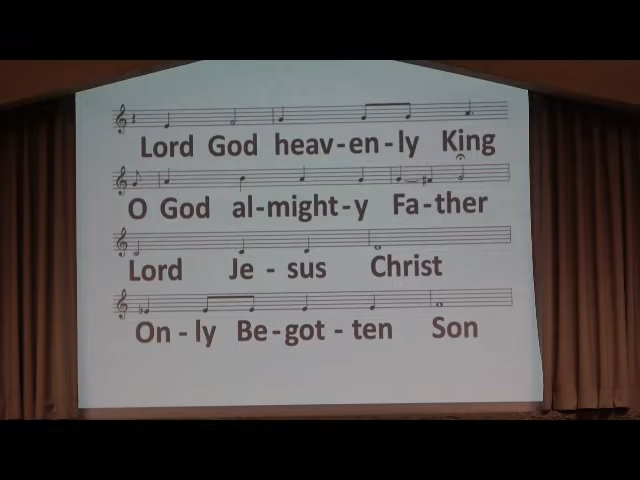 Lord God heav-en-ly King
O God al-might-y Fa-ther
Lord Je - sus Christ
On - ly Be-got - ten Son